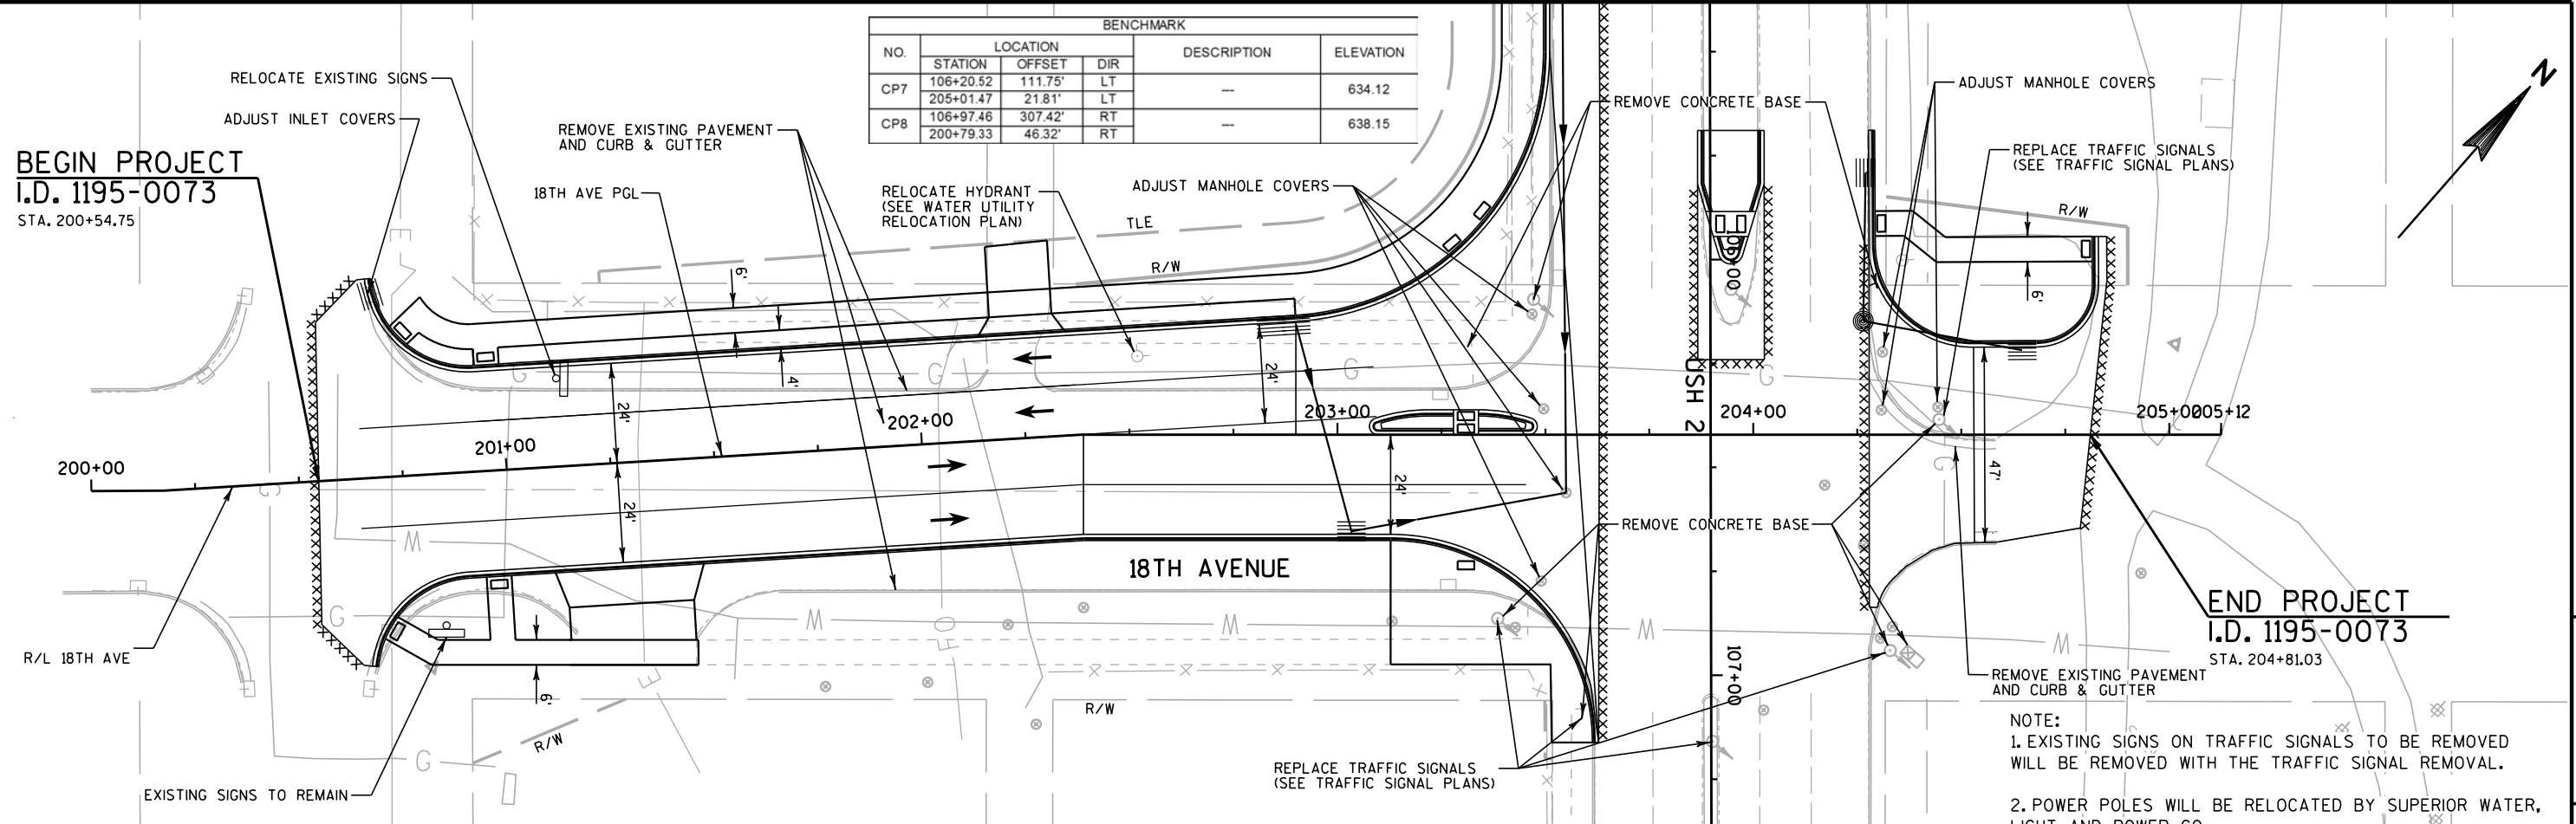 BENCHMARK
NO. LOCATION DESCRIPTION ELEVATION
STATION OFFSET DIR
CP7 106+20.52 111.75' LT --- 634.12
205+01.47 21.81' LT
CP8 106+97.46 307.42' RT --- 638.15
200+79.33 46.32' RT
N
RELOCATE EXISTING SIGNS
ADJUST INLET COVERS
BEGIN PROJECT
I.D. 1195-0073
STA. 200+54.75
REMOVE EXISTING PAVEMENT
AND CURB & GUTTER
18TH AVE PGL
RELOCATE HYDRANT
(SEE WATER UTILITY
RELOCATION PLAN)
ADJUST MANHOLE COVERS
REMOVE CONCRETE BASE
ADJUST MANHOLE COVERS
REPLACE TRAFFIC SIGNALS
(SEE TRAFFIC SIGNAL PLANS)
TLE
R/W
R/W
6'
4'
24'
24'
6'
106+00
USH 2
G
G
G
G
200+00
201+00
202+00
203+00
204+00
205+00
205+12
24'
24'
47'
G
G
W
18TH AVENUE
REMOVE CONCRETE BASE
END PROJECT
I.D. 1195-0073
STA. 204+81.03
G
W
W
W
W
FO
E
R/L 18TH AVE
6'
R/W
R/W
G
107+00
REMOVE EXISTING PAVEMENT
AND CURB & GUTTER
REPLACE TRAFFIC SIGNALS
(SEE TRAFFIC SIGNAL PLANS)
EXISTING SIGNS TO REMAIN
NOTE:
1. EXISTING SIGNS ON TRAFFIC SIGNALS TO BE REMOVED
WILL BE REMOVED WITH THE TRAFFIC SIGNAL REMOVAL.
2. POWER POLES WILL BE RELOCATED BY SUPERIOR WATER,
LIGHT AND POWER CO